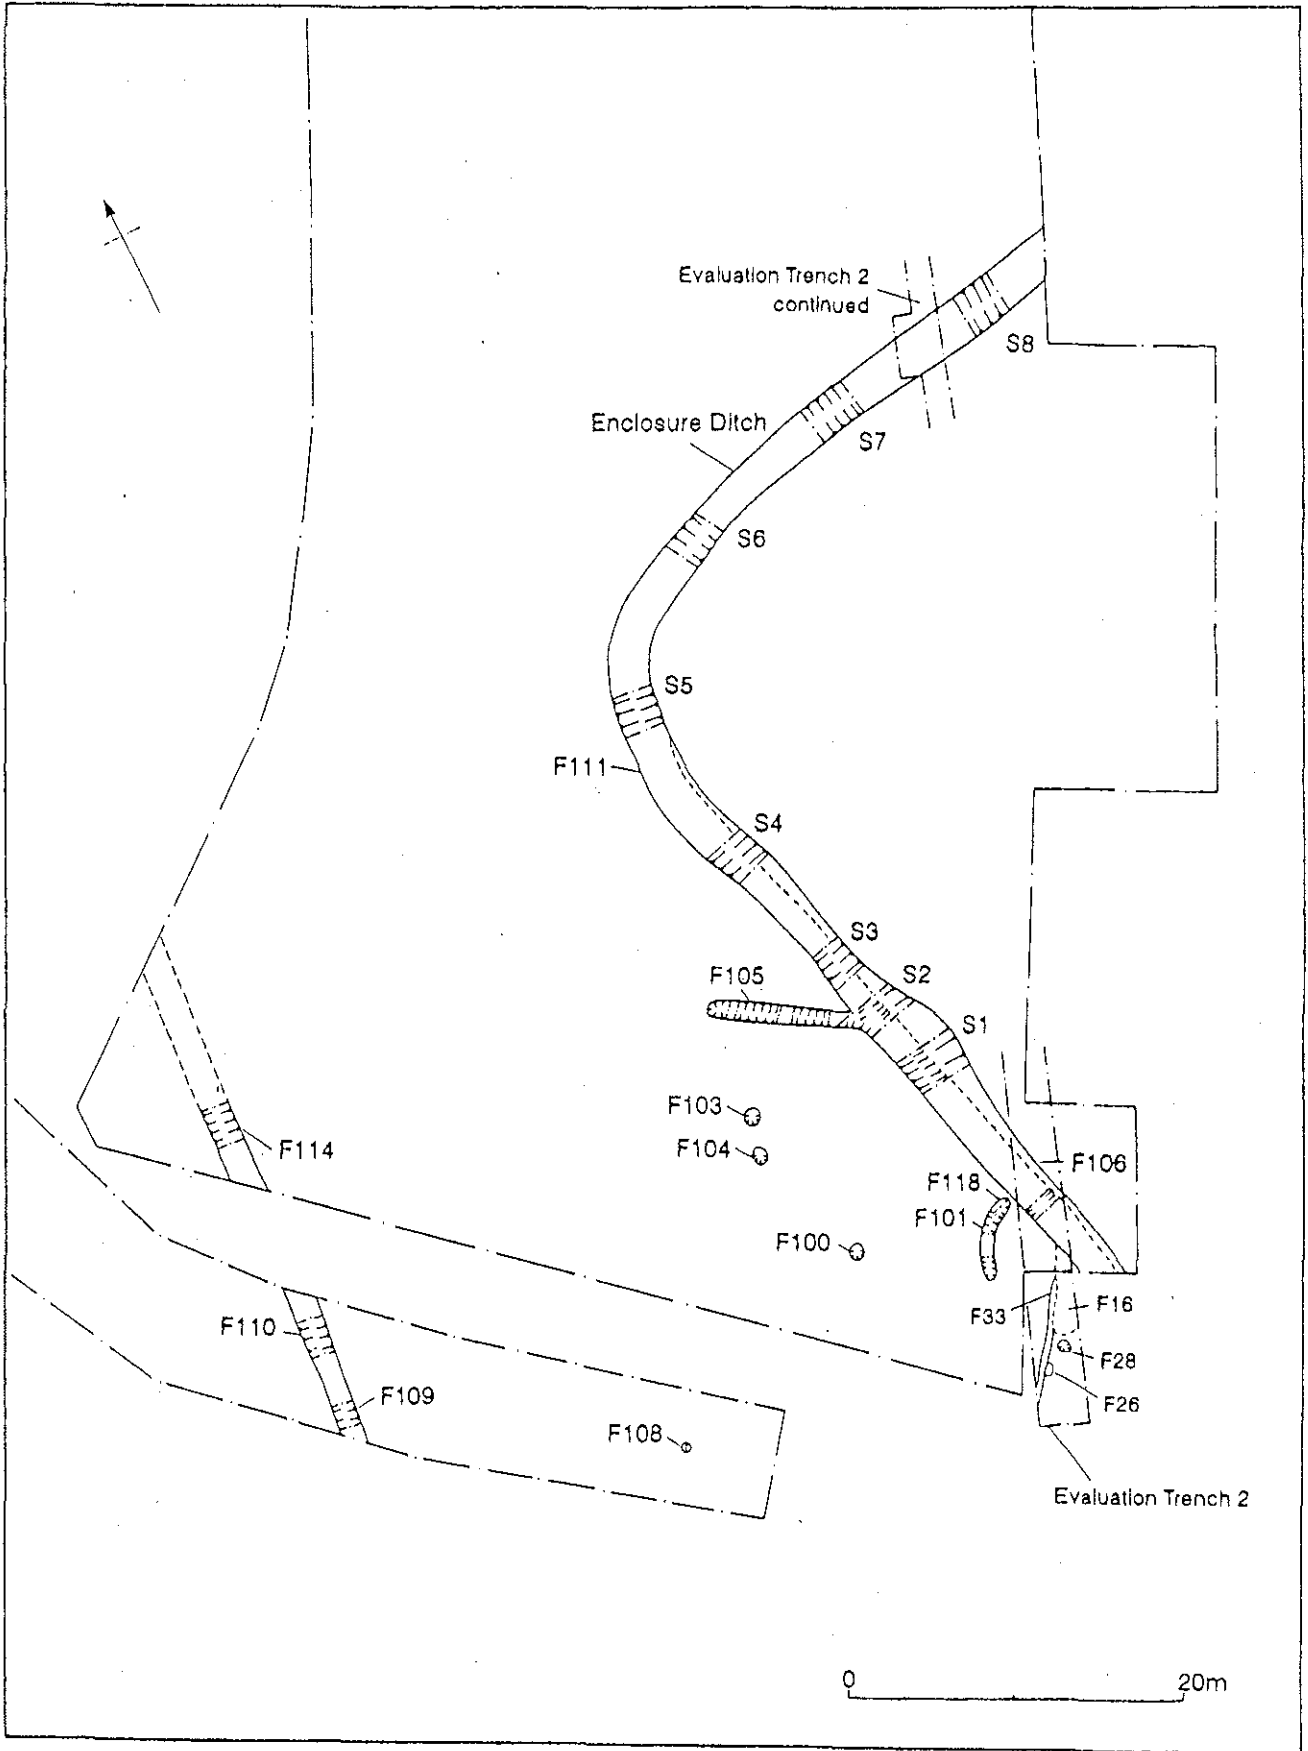 Evaluation Trench 2
continued
S8
Enclosure Ditch
S7
S6
S5
F111
S4
S3
S2
F105
S1
F103
F104
F114
F106
F118
F101
F100
F33
F16
F110
F28
F109
F26
F108
Evaluation Trench 2
0
20m